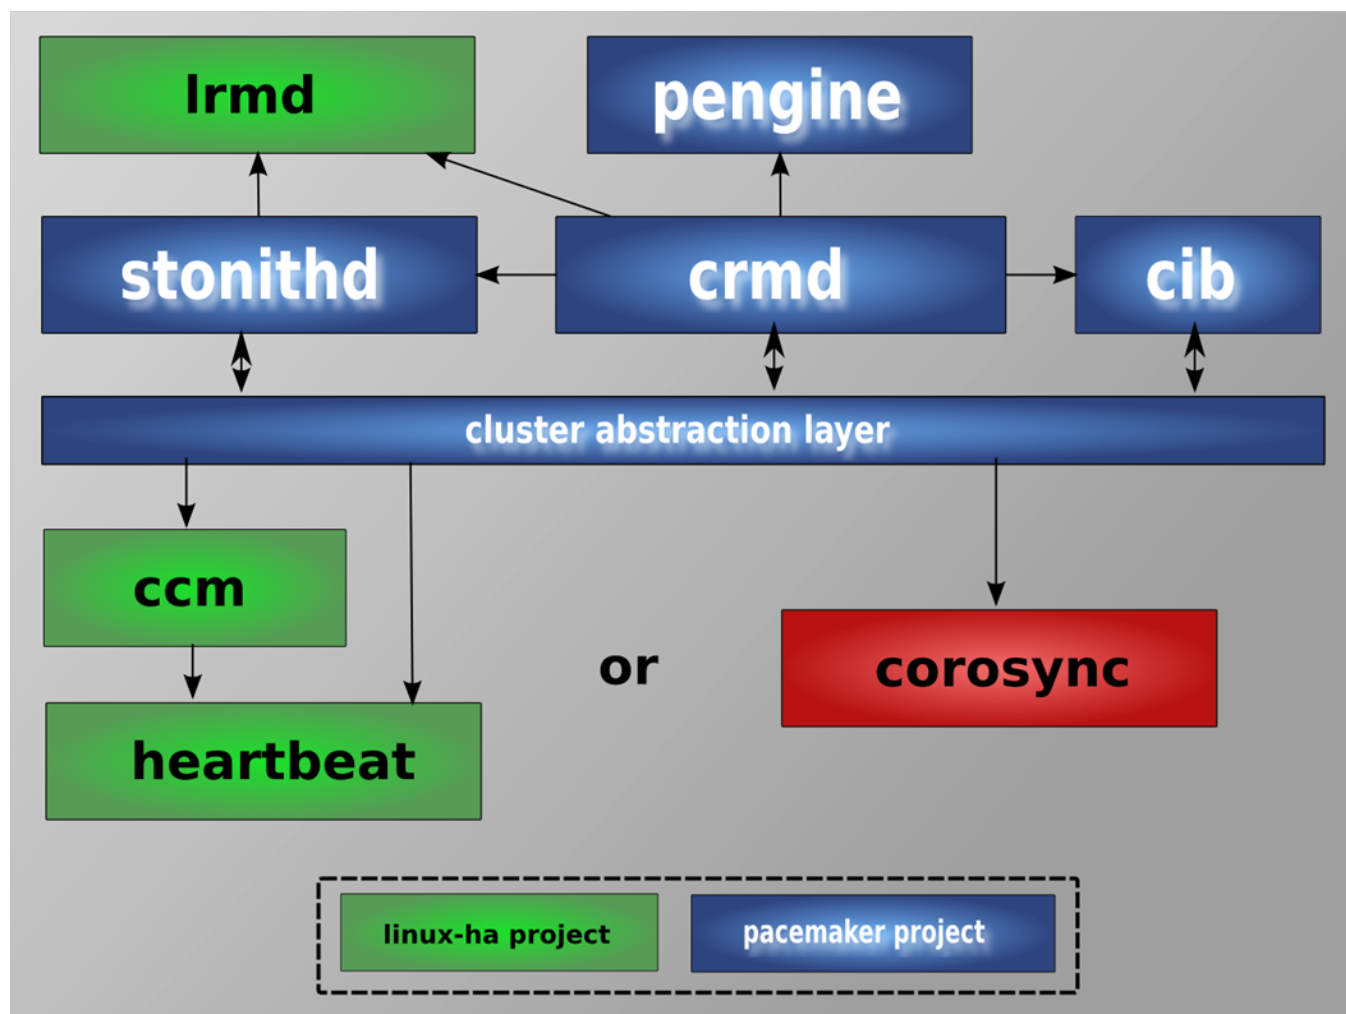 lrmd
pengine
stonithd
crmd
cib
cluster abstraction layer
ccm
or
corosync
heartbeat
linux-ha project
pacemaker project